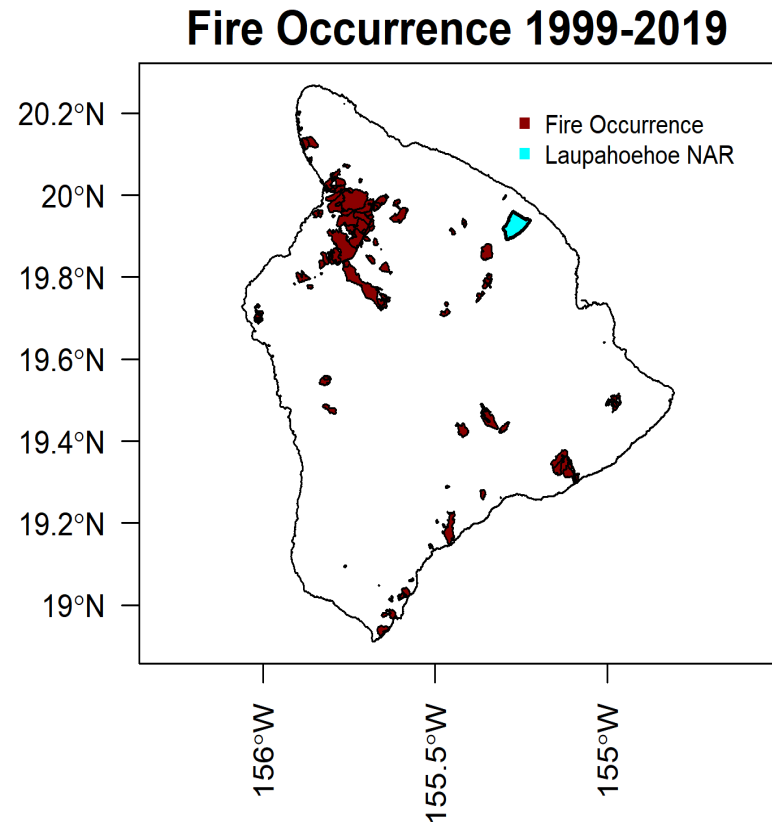 Fire Occurrence 1999-2019
Fire Occurrence
Laupahoehoe NAR
20.2°N
20°N
19.8°N
19.6°N
19.4°N
19.2°N
19°N
156°W
155.5°W
155°W